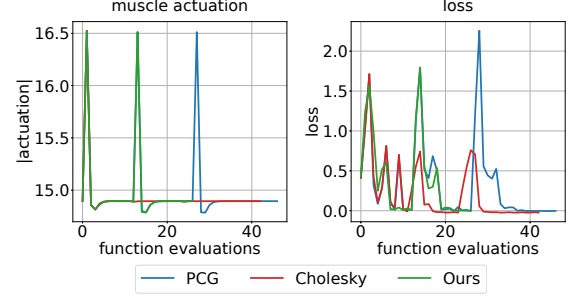 muscle actuation
loss
|actuation|
16.5
16.0
15.5
15.0
0
20
40
function evaluations
loss
2.0
1.5
1.0
0.5
0.0
0
20
40
function evaluations
PCG
Cholesky
Ours